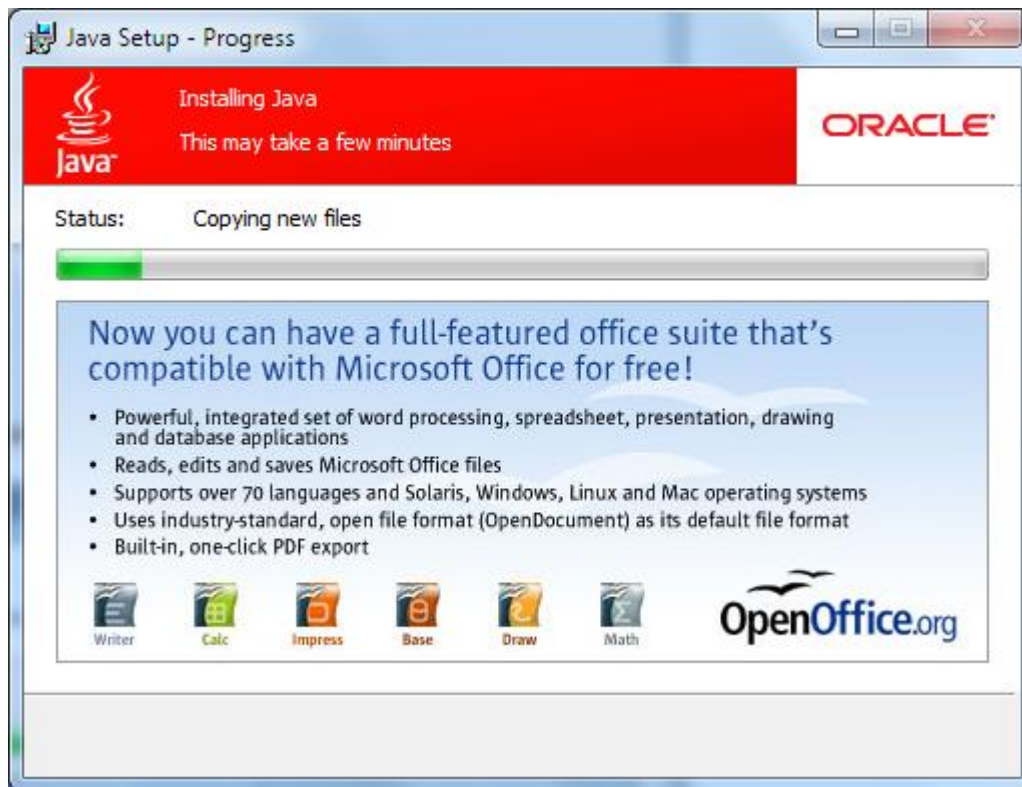 Java Setup - Progress
Installing Java
This may take a few minutes
Java™
ORACLE®
Status: Copying new files
Now you can have a full-featured office suite that's
compatible with Microsoft Office for free!
• Powerful, integrated set of word processing, spreadsheet, presentation, drawing
and database applications
• Reads, edits and saves Microsoft Office files
• Supports over 70 languages and Solaris, Windows, Linux and Mac operating systems
• Uses industry-standard, open file format (OpenDocument) as its default file format
• Built-in, one-click PDF export
Writer Calc Impress Base Draw Math
OpenOffice.org